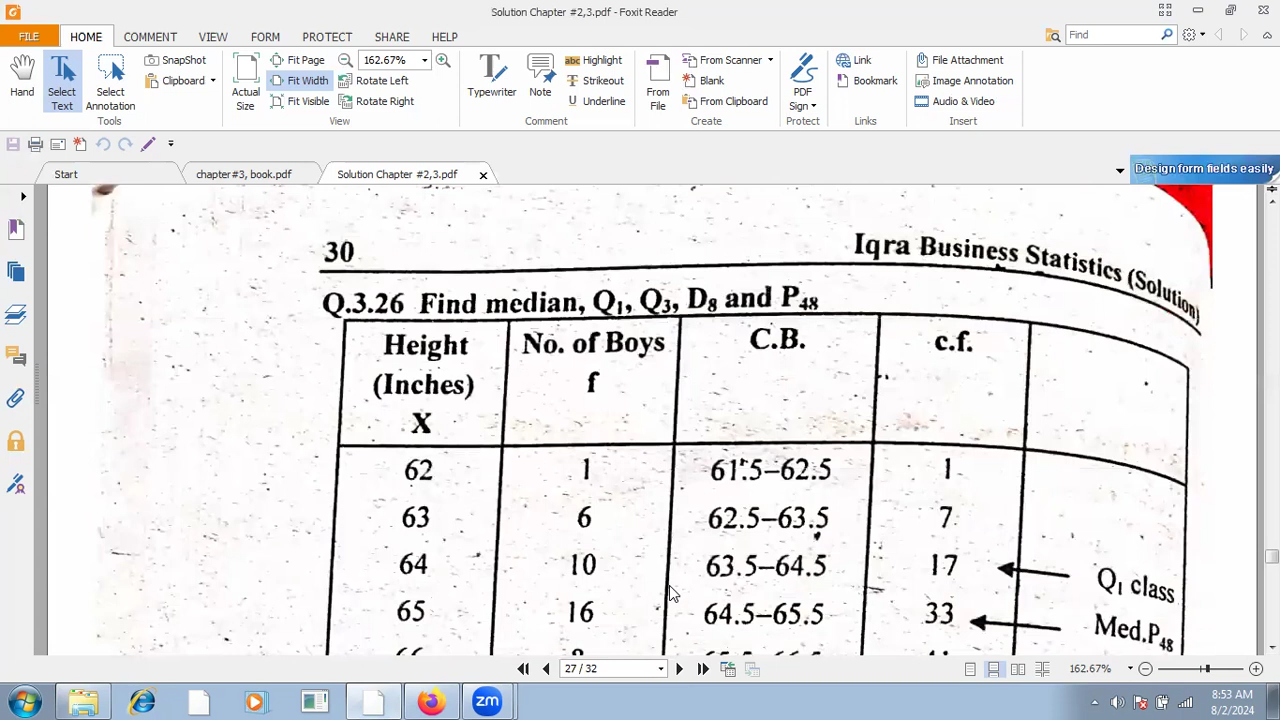 Solution Chapter #2,3.pdf - Foxit Reader
FILE HOME COMMENT VIEW FORM PROTECT SHARE HELP
Find
Hand
Select Text
Select Annotation
SnapShot
Clipboard
Tools
Actual Size
Fit Page
Fit Width
Fit Visible
162.67%
Rotate Left
Rotate Right
View
Typewriter
Note
Highlight
Strikeout
Underline
Comment
From File
From Scanner
Blank
From Clipboard
Create
PDF Sign
Protect
Link
Bookmark
Links
File Attachment
Image Annotation
Audio & Video
Insert
Start chapter#3, book.pdf Solution Chapter #2,3.pdf
Design form fields easily
30 Iqra Business Statistics (Solution)
Q.3.26 Find median, Q1, Q3, D8 and P48
Height (Inches) X No. of Boys f C.B. c.f.
62 1 61.5–62.5 1
63 6 62.5–63.5 7
64 10 63.5–64.5 17 Q1 class
65 16 64.5–65.5 33 Med.P48
27 / 32
162.67%
zm
8:53 AM
8/2/2024